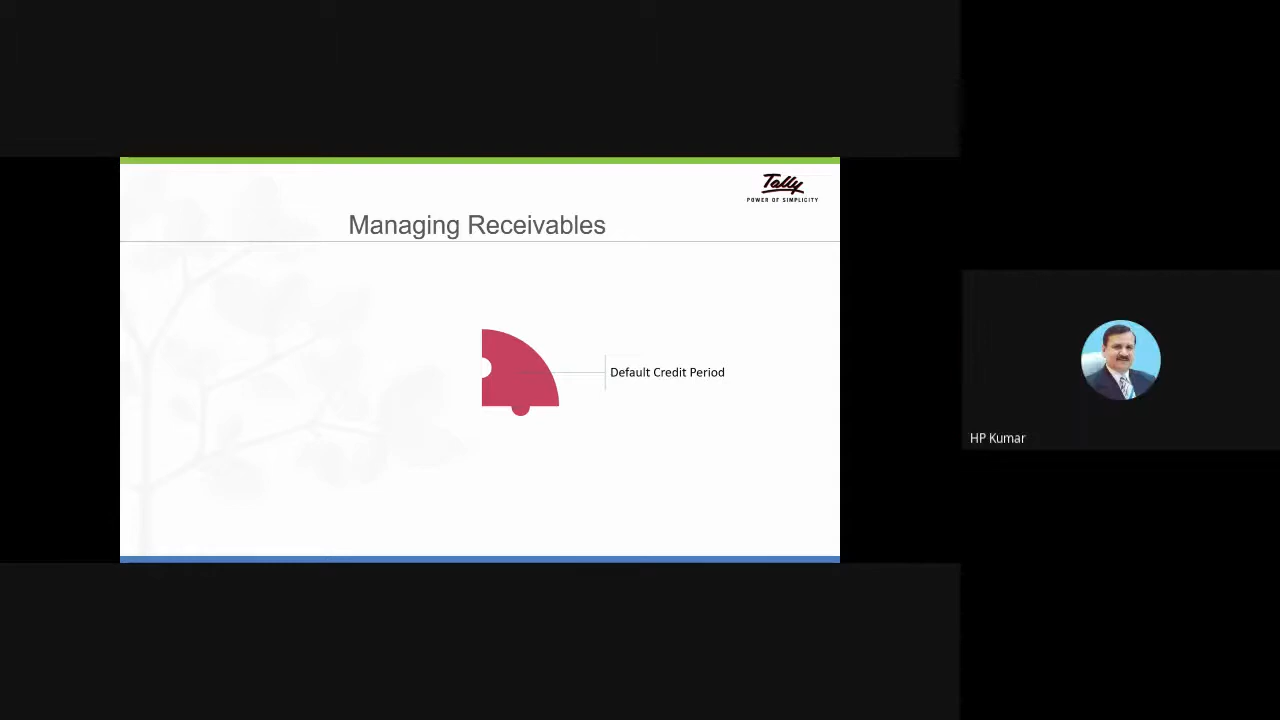 Tally
POWER OF SIMPLICITY
Managing Receivables
Default Credit Period
HP Kumar